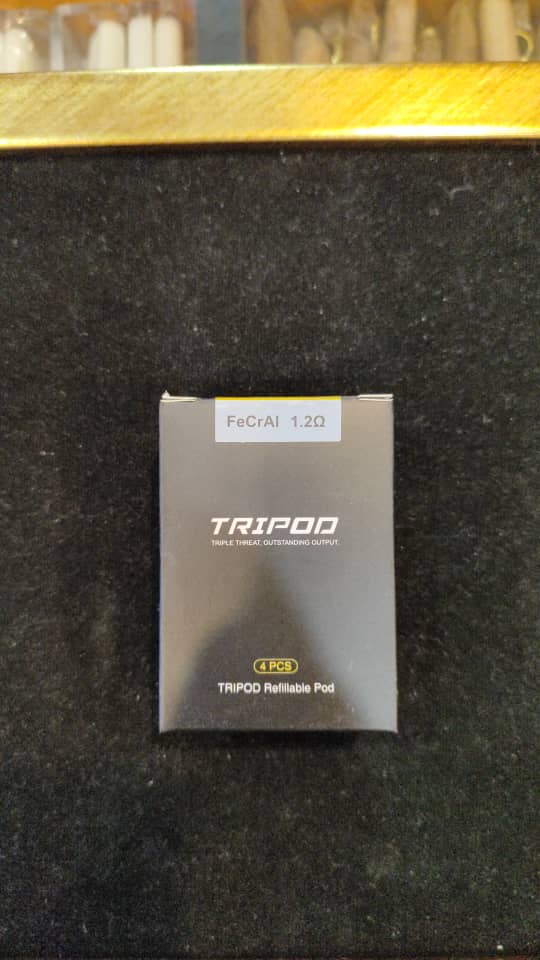 FeCrAl 1.2Ω
TRIPOD
TRIPLE THREAT, OUTSTANDING OUTPUT.
4 PCS
TRIPOD Refillable Pod